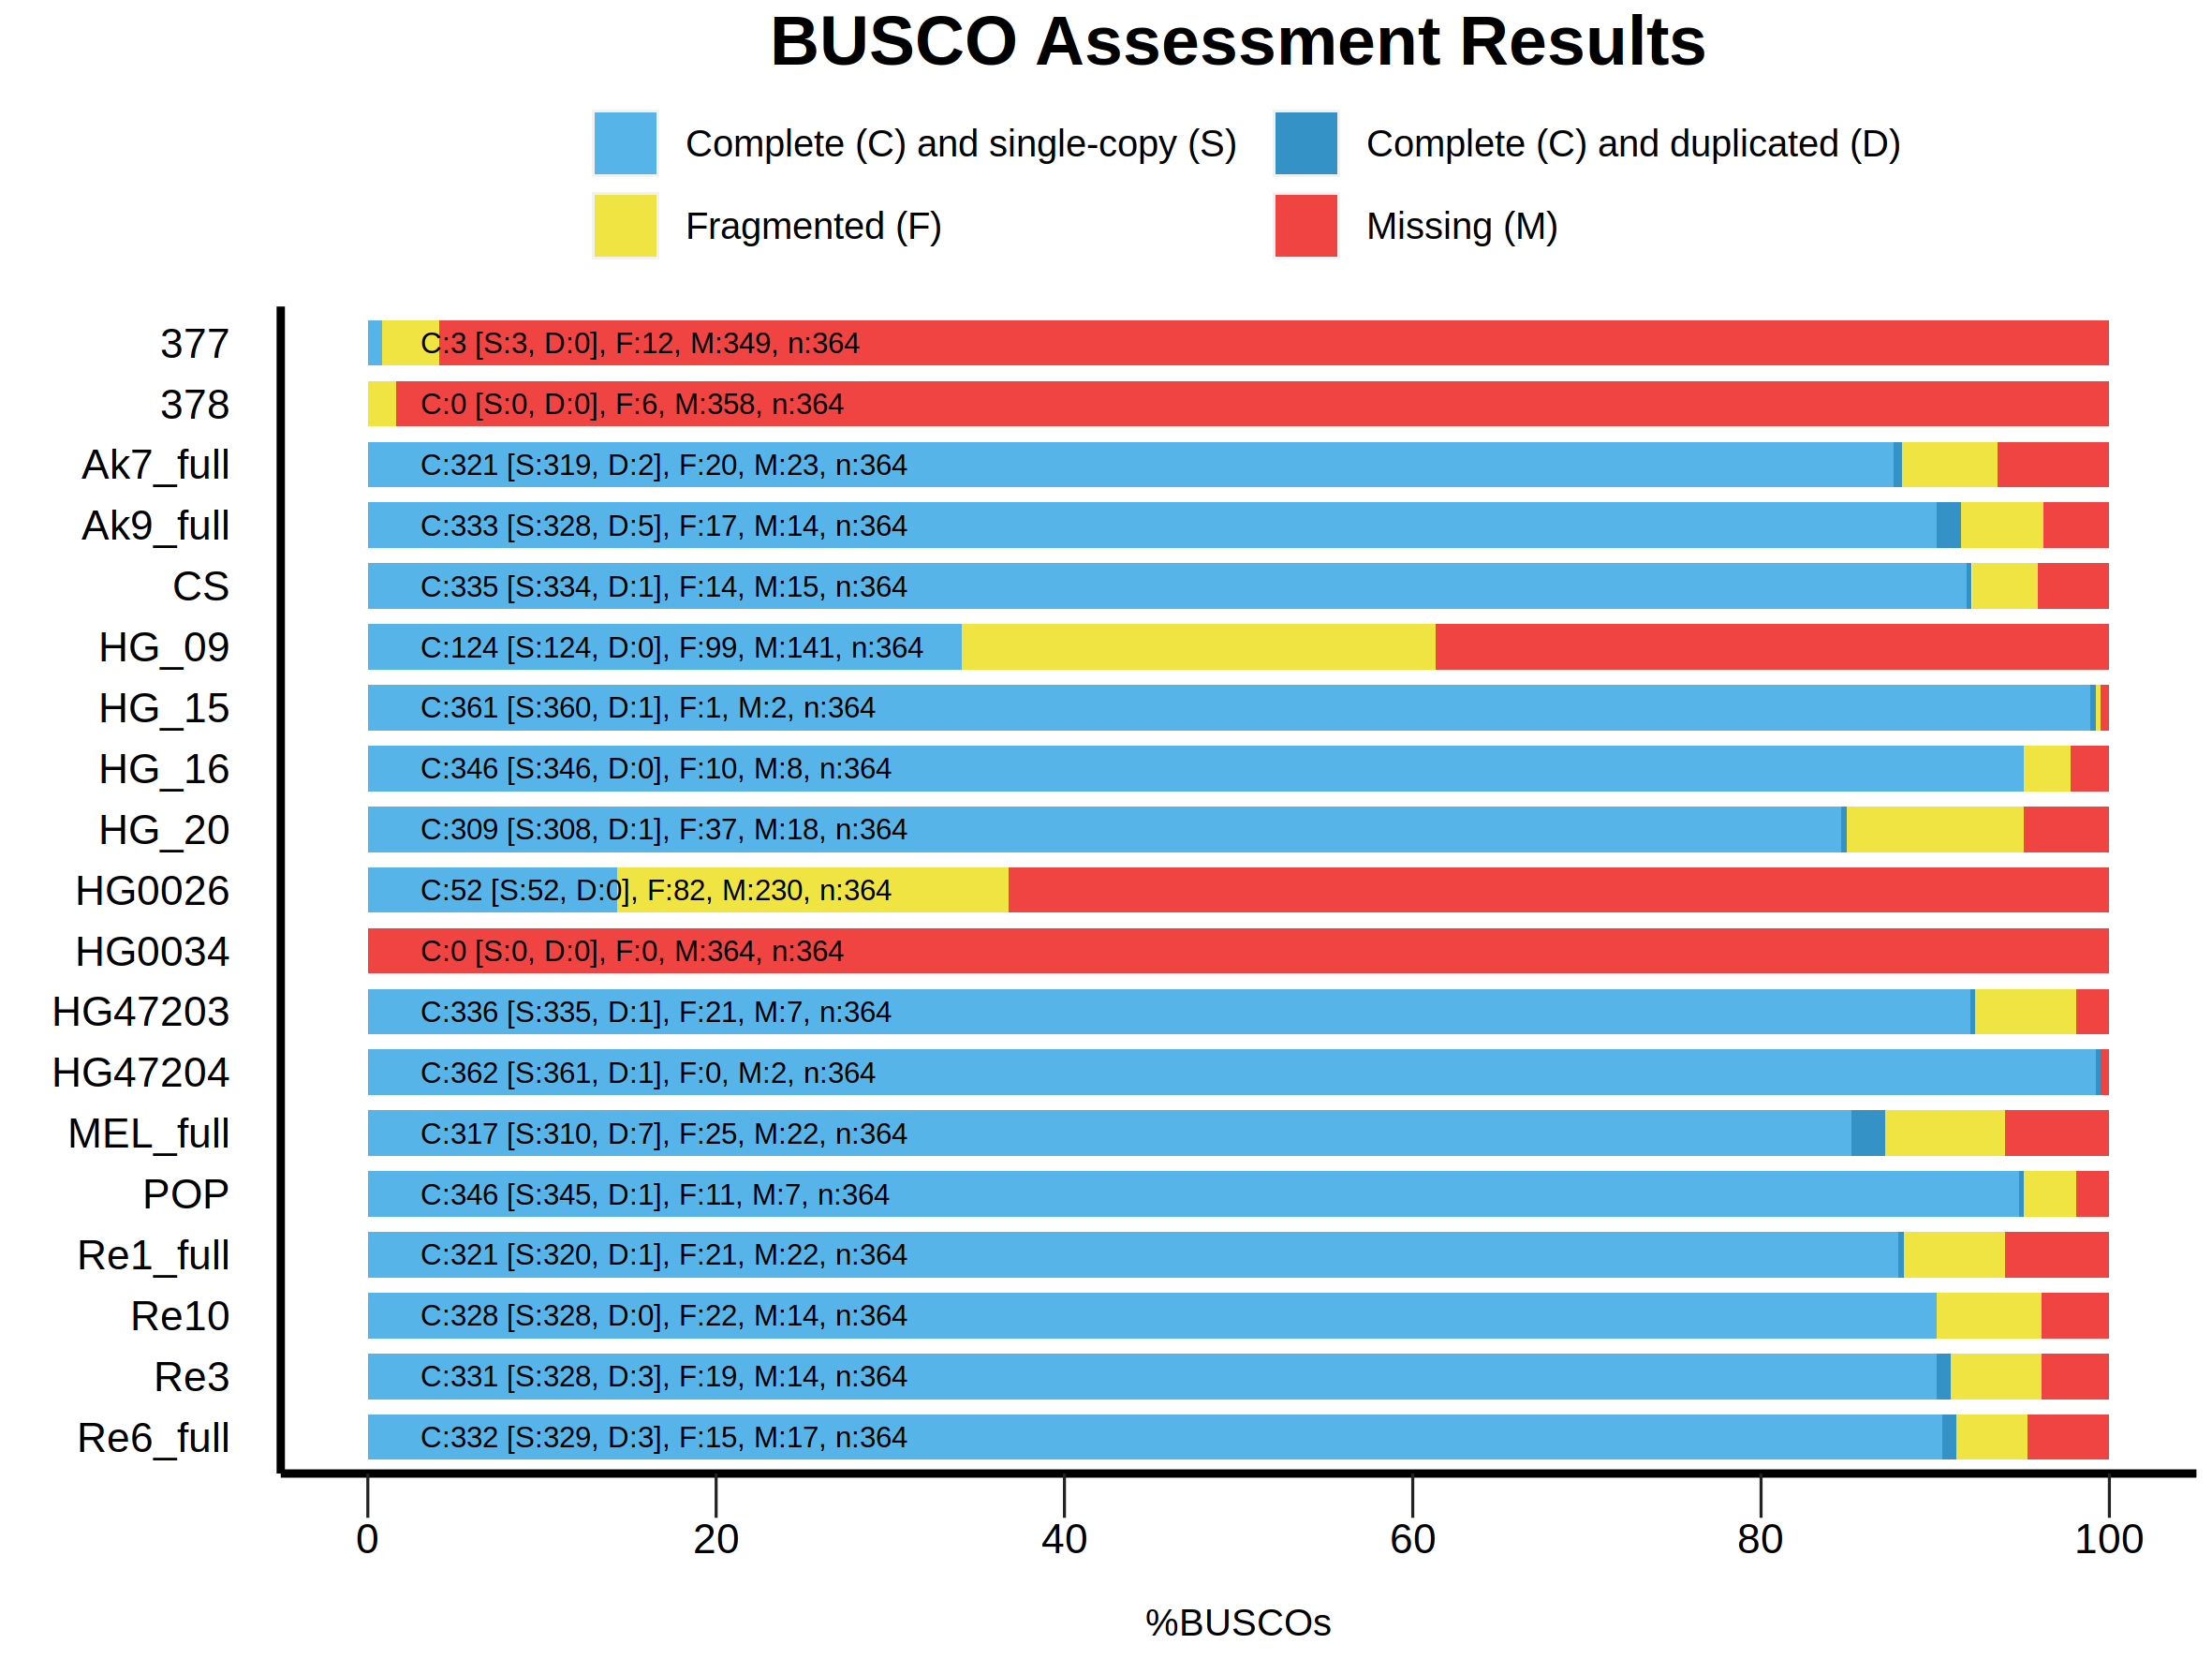 BUSCO Assessment Results
Complete (C) and single-copy (S) Complete (C) and duplicated (D)
Fragmented (F) Missing (M)
377 C:3 [S:3, D:0], F:12, M:349, n:364
378 C:0 [S:0, D:0], F:6, M:358, n:364
Ak7_full C:321 [S:319, D:2], F:20, M:23, n:364
Ak9_full C:333 [S:328, D:5], F:17, M:14, n:364
CS C:335 [S:334, D:1], F:14, M:15, n:364
HG_09 C:124 [S:124, D:0], F:99, M:141, n:364
HG_15 C:361 [S:360, D:1], F:1, M:2, n:364
HG_16 C:346 [S:346, D:0], F:10, M:8, n:364
HG_20 C:309 [S:308, D:1], F:37, M:18, n:364
HG0026 C:52 [S:52, D:0], F:82, M:230, n:364
HG0034 C:0 [S:0, D:0], F:0, M:364, n:364
HG47203 C:336 [S:335, D:1], F:21, M:7, n:364
HG47204 C:362 [S:361, D:1], F:0, M:2, n:364
MEL_full C:317 [S:310, D:7], F:25, M:22, n:364
POP C:346 [S:345, D:1], F:11, M:7, n:364
Re1_full C:321 [S:320, D:1], F:21, M:22, n:364
Re10 C:328 [S:328, D:0], F:22, M:14, n:364
Re3 C:331 [S:328, D:3], F:19, M:14, n:364
Re6_full C:332 [S:329, D:3], F:15, M:17, n:364
0 20 40 60 80 100
%BUSCOs